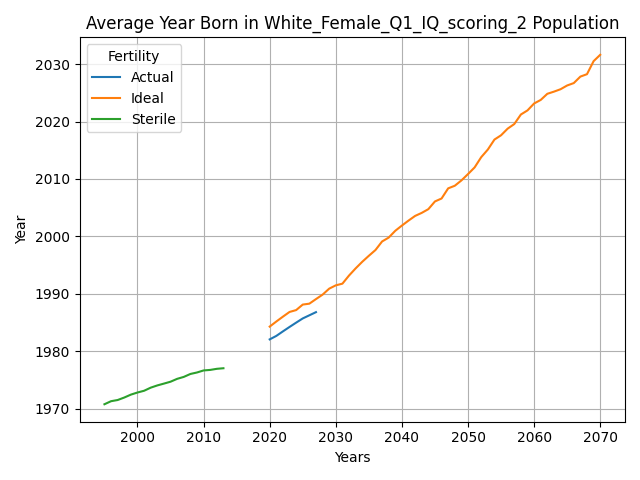 Average Year Born in White_Female_Q1_IQ_scoring_2 Population
Fertility
Actual
Ideal
Sterile
2030
2020
2010
2000
1990
1980
1970
Year
2000 2010 2020 2030 2040 2050 2060 2070
Years